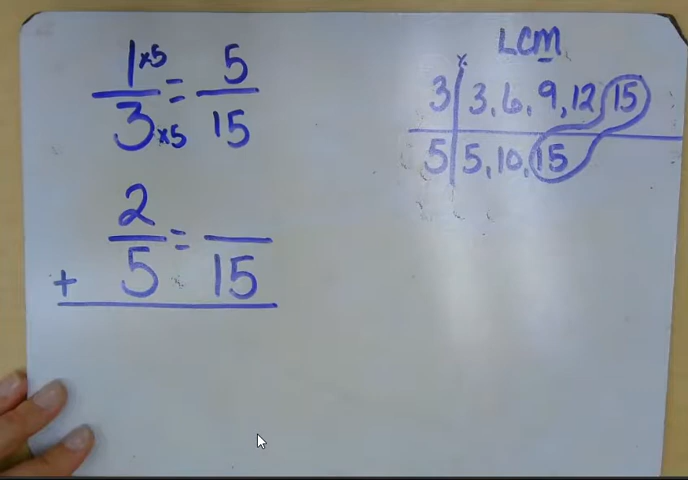 1 ×5 = 5
3 ×5 15
2 = 
+ 5 15
LCM
×
3 | 3, 6, 9, 12, 15
5 | 5, 10, 15